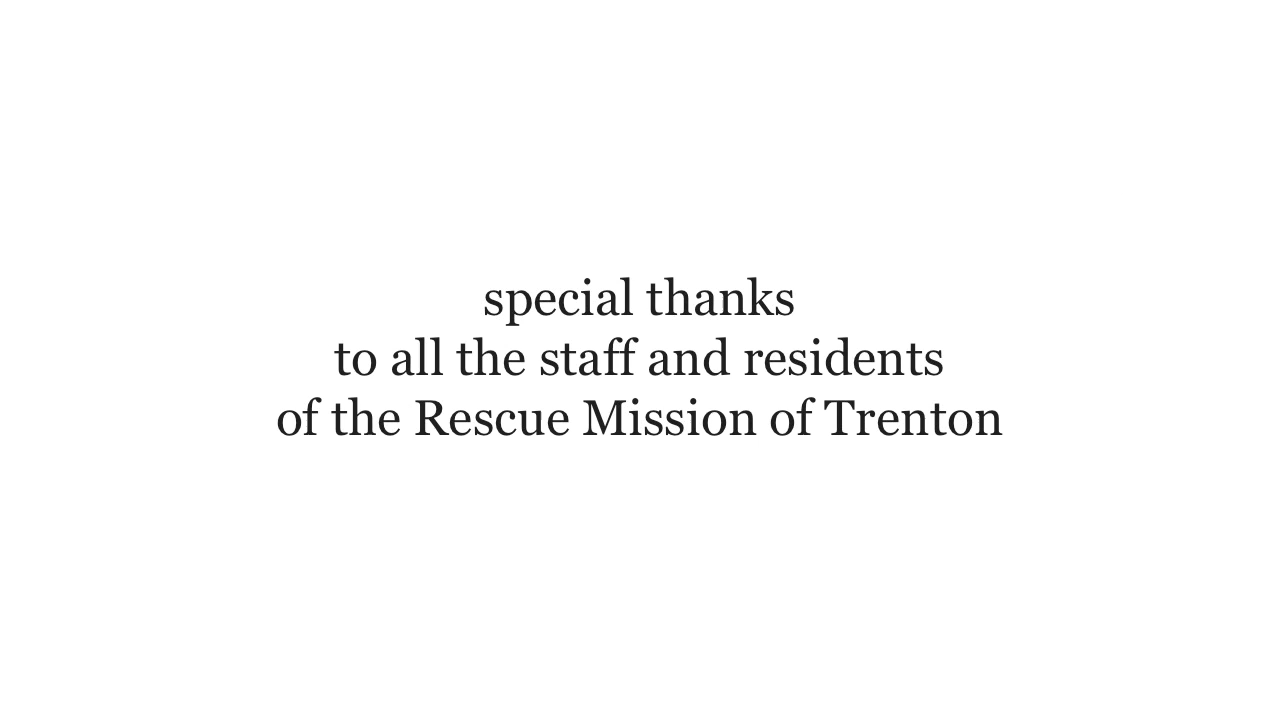 special thanks
to all the staff and residents
of the Rescue Mission of Trenton